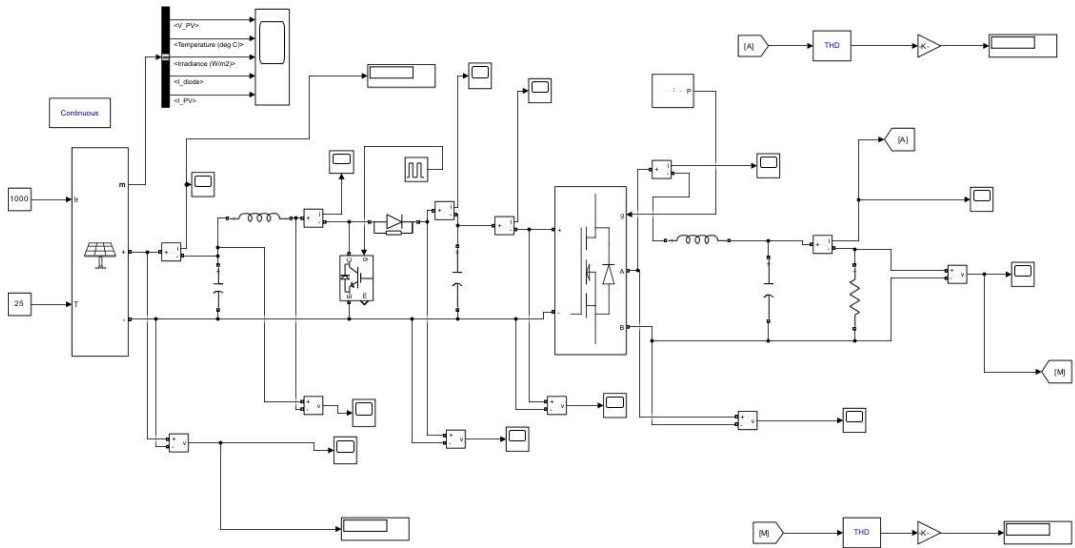 <V_PV>
<Temperature (deg C)>
<Irradiance (W/m2)>
<I_diode>
<I_PV>
[A]
THD
-K-
Continuous
P
[A]
m
1000
Ir
i
g
+
-
A
v
25
T
B
[M]
g
C
E
[M]
THD
-K-